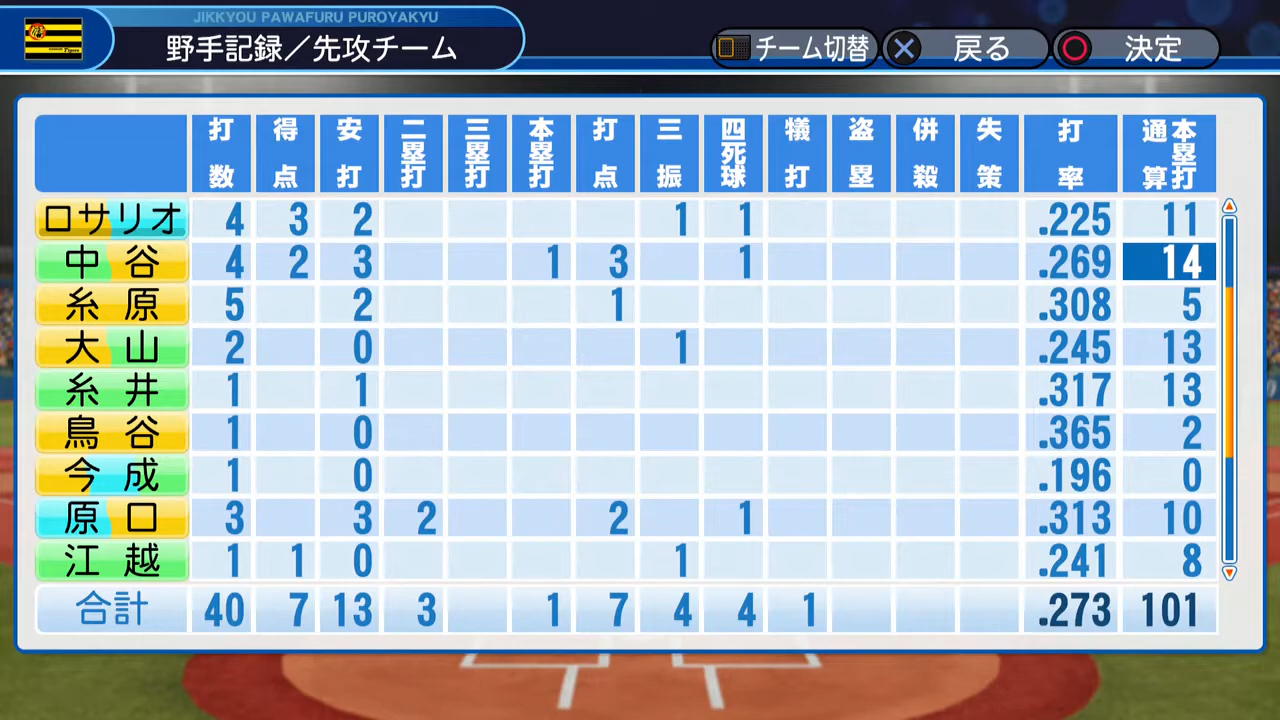 JIKKYOU PAWAFURU PUROYAKYU
野手記録／先攻チーム
チーム切替 戻る 決定
打数 得点 安打 二塁打 三塁打 本塁打 打点 三振 四死球 犠打 盗塁 併殺 失策 打率 通算本塁打
ロサリオ 4 3 2 1 1 .225 11
中谷 4 2 3 1 3 1 .269 14
糸原 5 2 1 .308 5
大山 2 0 1 .245 13
糸井 1 1 .317 13
鳥谷 1 0 .365 2
今成 1 0 .196 0
原口 3 3 2 2 1 .313 10
江越 1 1 0 1 .241 8
合計 40 7 13 3 1 7 4 4 1 .273 101